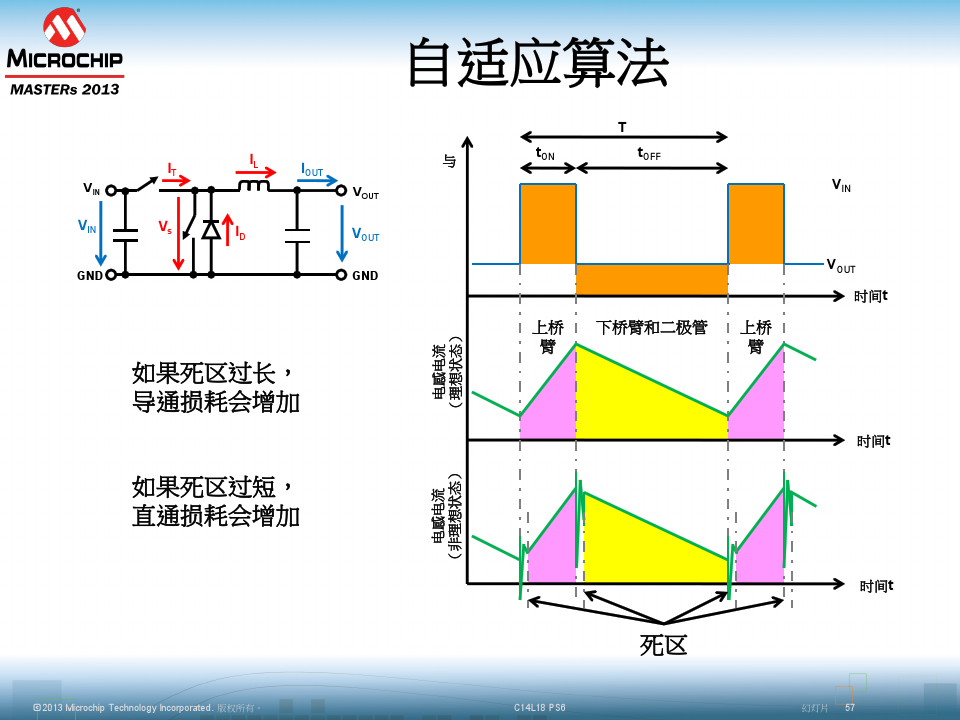 MICROCHIP
MASTERs 2013
自适应算法
T
tON
tOFF
与
VIN
VOUT
时间t
IT
IL
IOUT
VIN
VOUT
VIN
Vs
ID
VOUT
GND
GND
上桥
臂
下桥臂和二极管
上桥
臂
电感电流
（理想状态）
时间t
如果死区过长，
导通损耗会增加
如果死区过短，
直通损耗会增加
电感电流
（非理想状态）
时间t
死区
©2013 Microchip Technology Incorporated. 版权所有。
C14L18 PS6
幻灯片 57